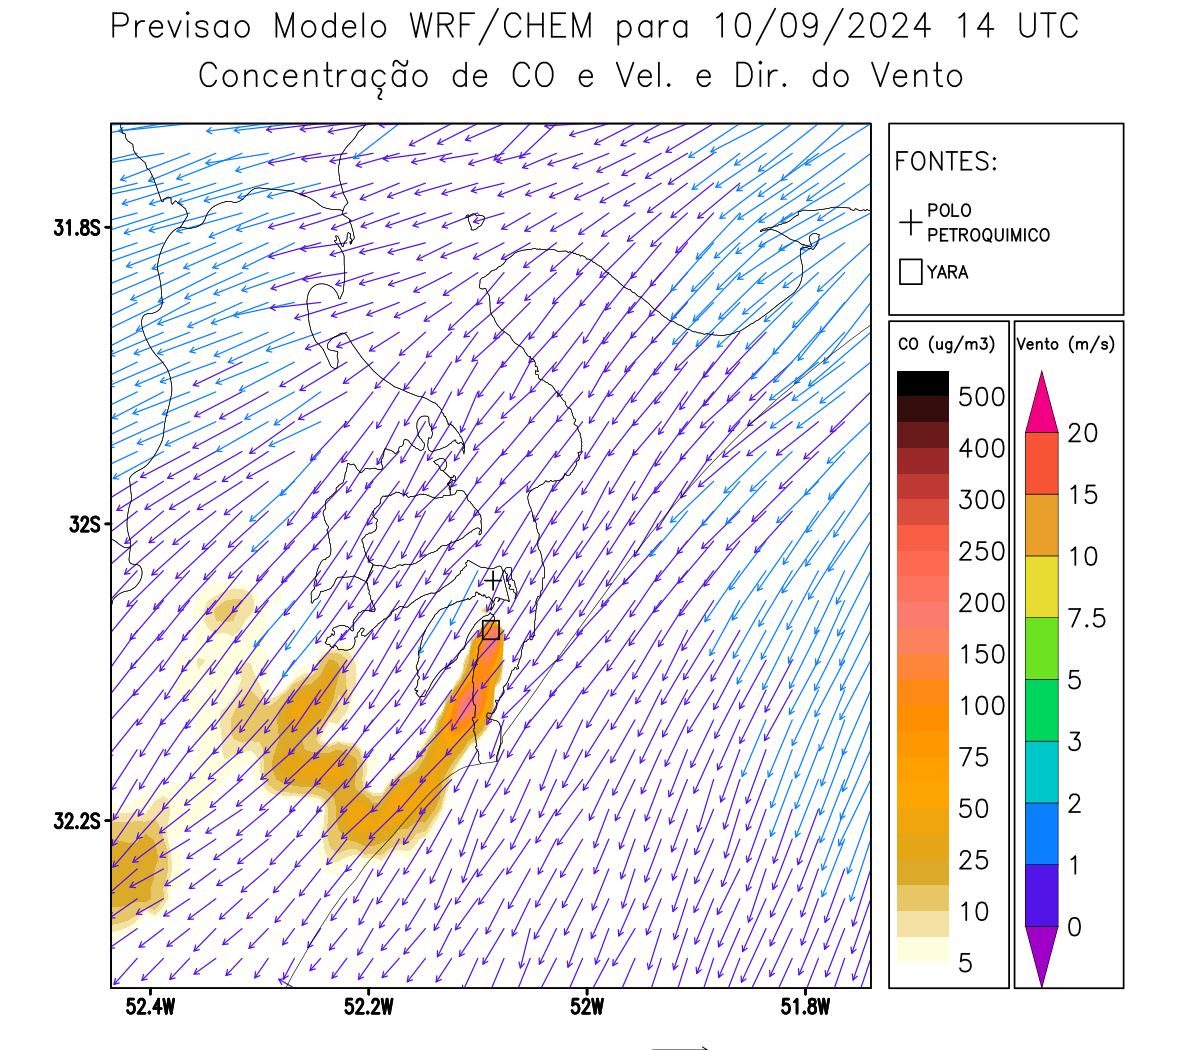 Previsao Modelo WRF/CHEM para 10/09/2024 14 UTC
Concentração de CO e Vel. e Dir. do Vento
FONTES:
POLO
PETROQUIMICO
YARA
31.8S
32S
32.2S
52.4W
52.2W
52W
51.8W
CO (ug/m3)
500
400
300
250
200
150
100
75
50
25
10
5
Vento (m/s)
20
15
10
7.5
5
3
2
1
0